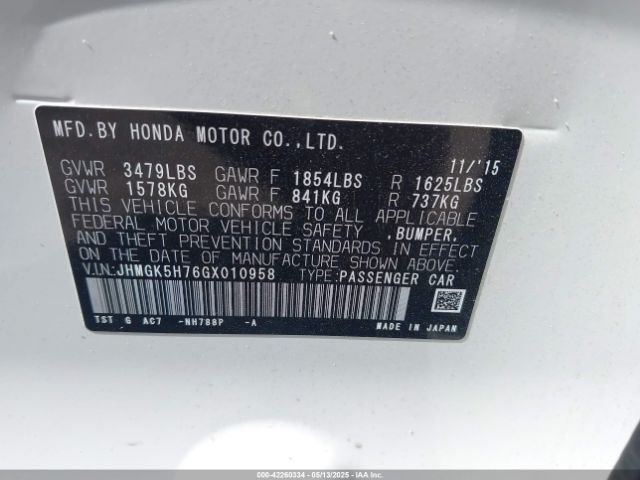 MFD.BY HONDA MOTOR CO.,LTD.
11/'15
GVWR 3479LBS GAWR F 1854LBS R 1625LBS
GVWR 1578KG GAWR F 841KG R 737KG
THIS VEHICLE CONFORMS TO ALL APPLICABLE
FEDERAL MOTOR VEHICLE SAFETY ,BUMPER,
AND THEFT PREVENTION STANDARDS IN EFFECT
ON THE DATE OF MANUFACTURE SHOWN ABOVE.
V.I.N:JHMGK5H76GX010958 TYPE:PASSENGER CAR
TST G AC7 -NH788P -A MADE IN JAPAN
000-42260334 05/13/2025 IAA Inc. All Rights Reserved